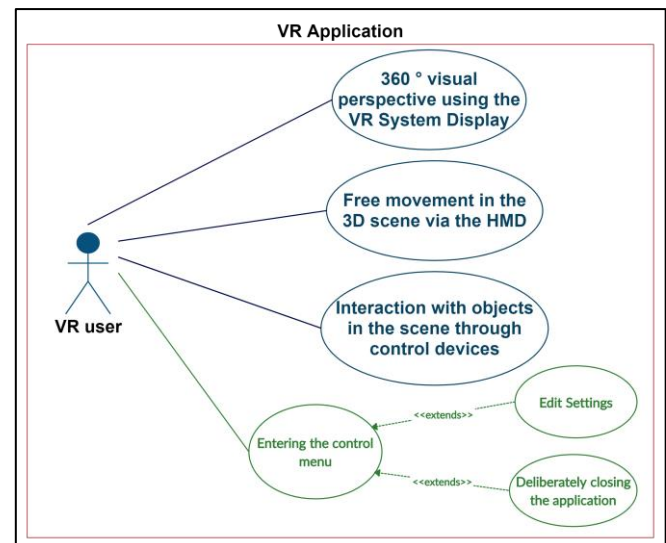 VR Application
360 ° visual
perspective using the
VR System Display
Free movement in the
3D scene via the HMD
VR user
Interaction with objects
in the scene through
control devices
Edit Settings
<<extends>>
Entering the control
menu
<<extends>>
Deliberately closing
the application